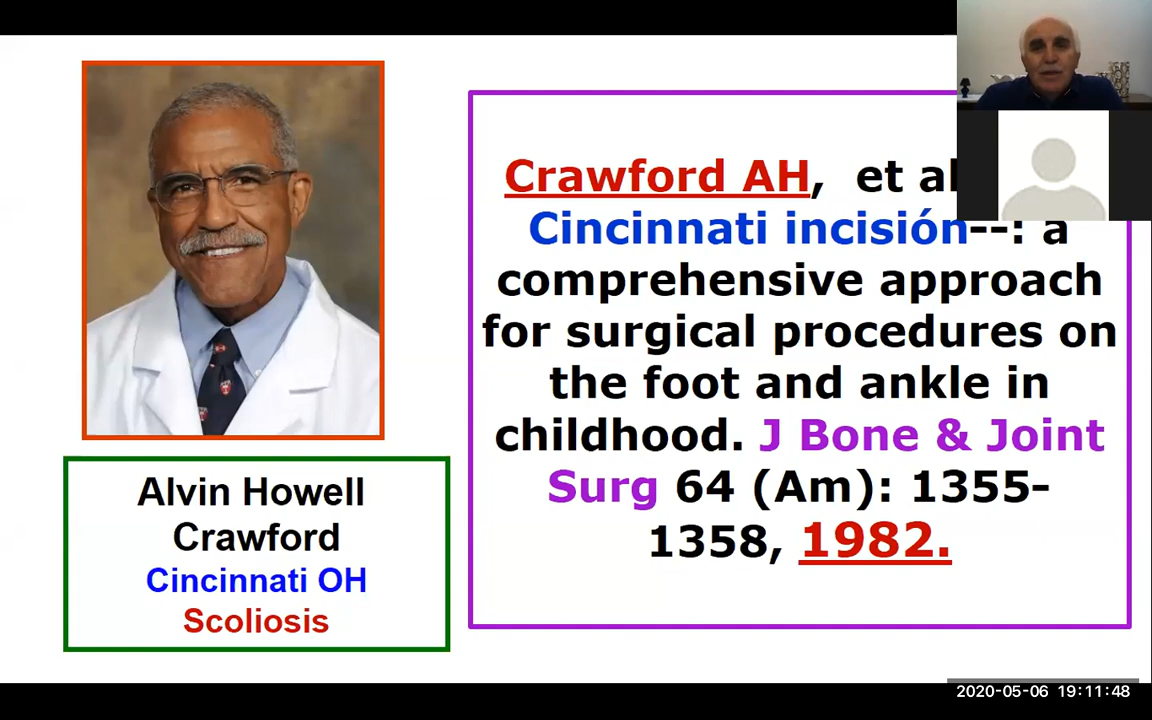 Crawford AH, et al
Cincinnati incisión--: a
comprehensive approach
for surgical procedures on
the foot and ankle in
childhood. J Bone & Joint
Surg 64 (Am): 1355-
1358, 1982.
Alvin Howell
Crawford
Cincinnati OH
Scoliosis
2020-05-06 19:11:48